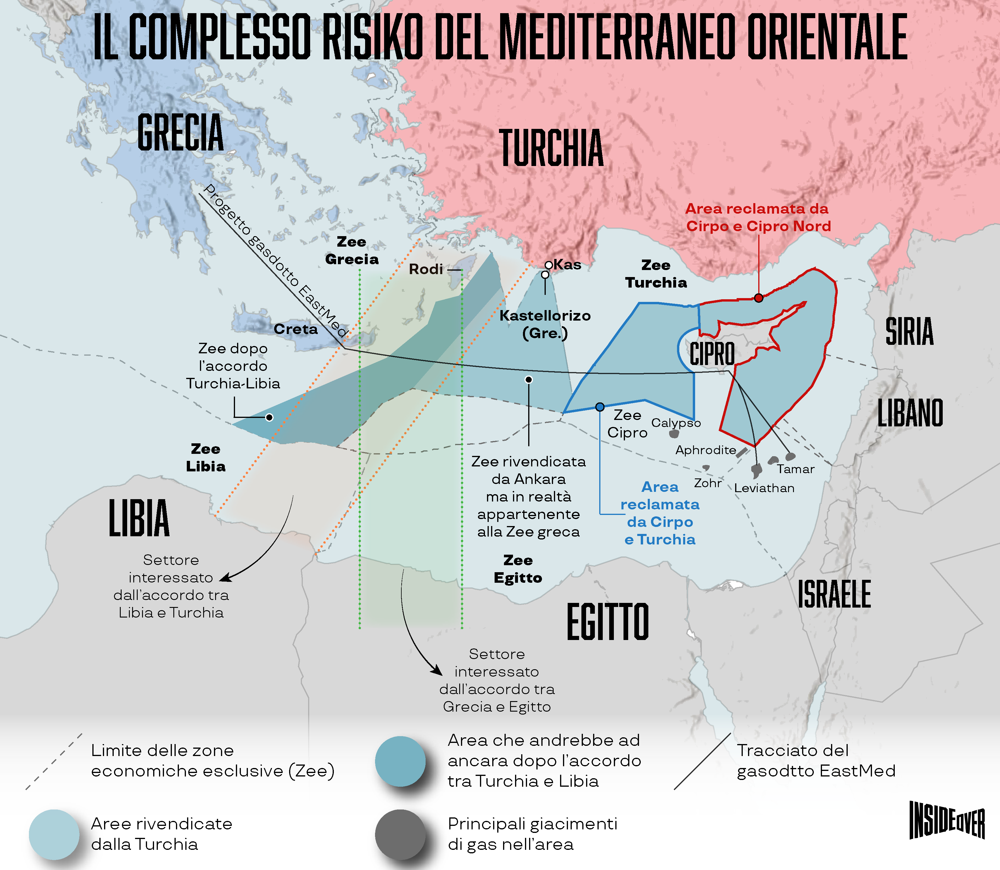 IL COMPLESSO RISIKO DEL MEDITERRANEO ORIENTALE
GRECIA
TURCHIA
Progetto gasdotto EastMed
Area reclamata da
Cirpo e Cipro Nord
Zee
Grecia
Rodi
Kas
Zee
Turchia
Kastellorizo
(Gre.)
Creta
CIPRO
SIRIA
Zee dopo
l'accordo
Turchia-Libia
LIBANO
Zee
Cipro
Calypso
Aphrodite
Tamar
Zohr
Leviathan
Zee
Libia
Zee rivendicata
da Ankara
ma in realtà
appartenente
alla Zee greca
Area
reclamata
da Cirpo
e Turchia
LIBIA
Settore
interessato
dall'accordo tra
Libia e Turchia
Zee
Egitto
EGITTO
ISRAELE
Settore
interessato
dall'accordo tra
Grecia e Egitto
Limite delle zone
economiche esclusive (Zee)
Area che andrebbe ad
ancara dopo l'accordo
tra Turchia e Libia
Tracciato del
gasodtto EastMed
Aree rivendicate
dalla Turchia
Principali giacimenti
di gas nell'area
INSIDEOVER